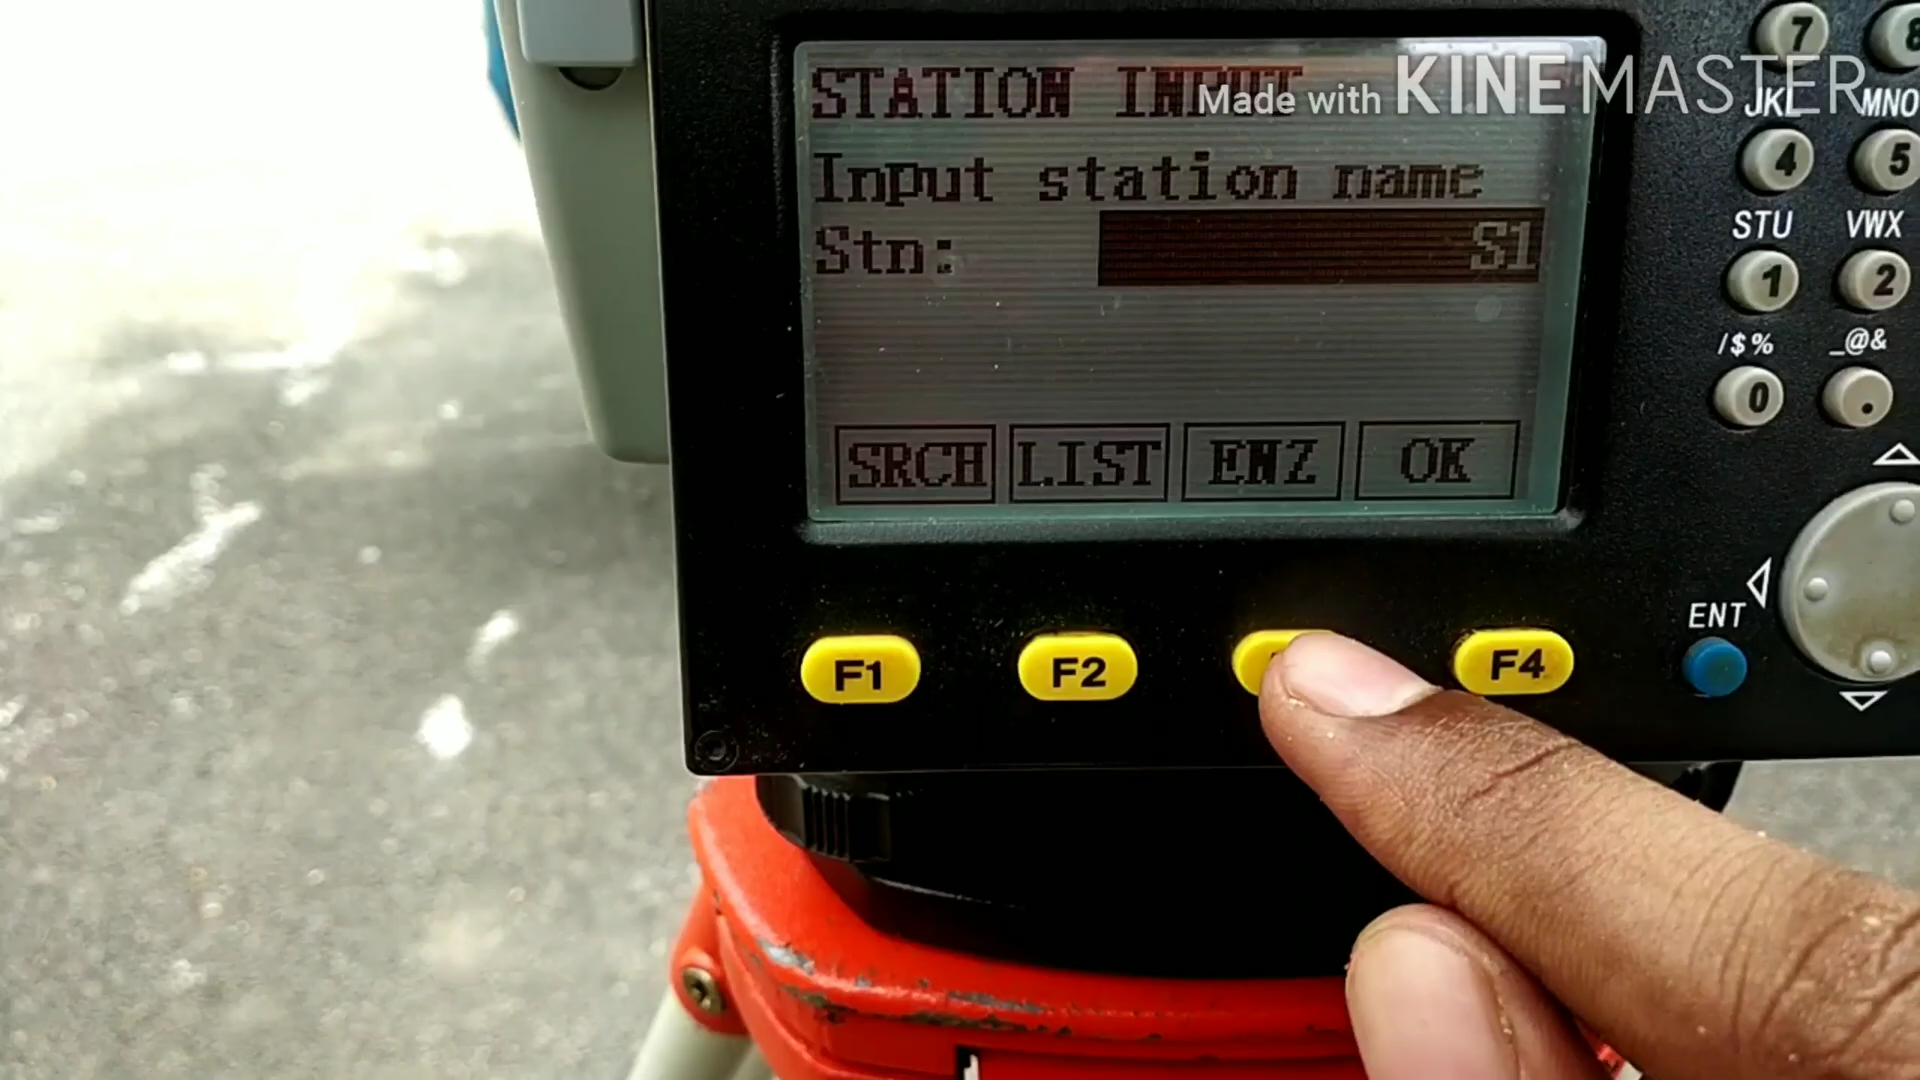 STATION INPUT
Made with KINEMASTER
Input station name
Stn: S1
SRCH LIST ENZ OK
F1 F2 F4
7 8
JKL MNO
4 5
STU VWX
1 2
/$% _@&
0 .
ENT